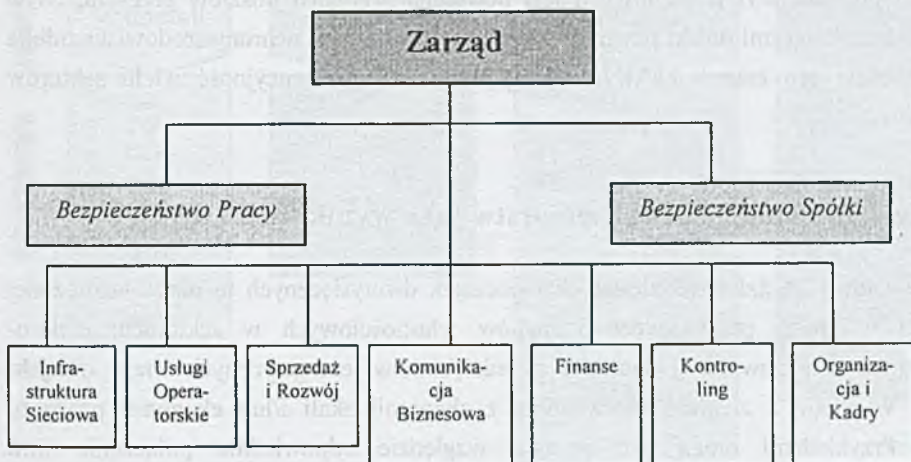 Zarząd
Bezpieczeństwo Pracy
Bezpieczeństwo Spółki
Infra-
struktura
Sieciowa
Usługi
Opera-
torskie
Sprzedaż
i Rozwój
Komunika-
cja
Biznesowa
Finanse
Kontro-
ling
Organiza-
cja i
Kadry